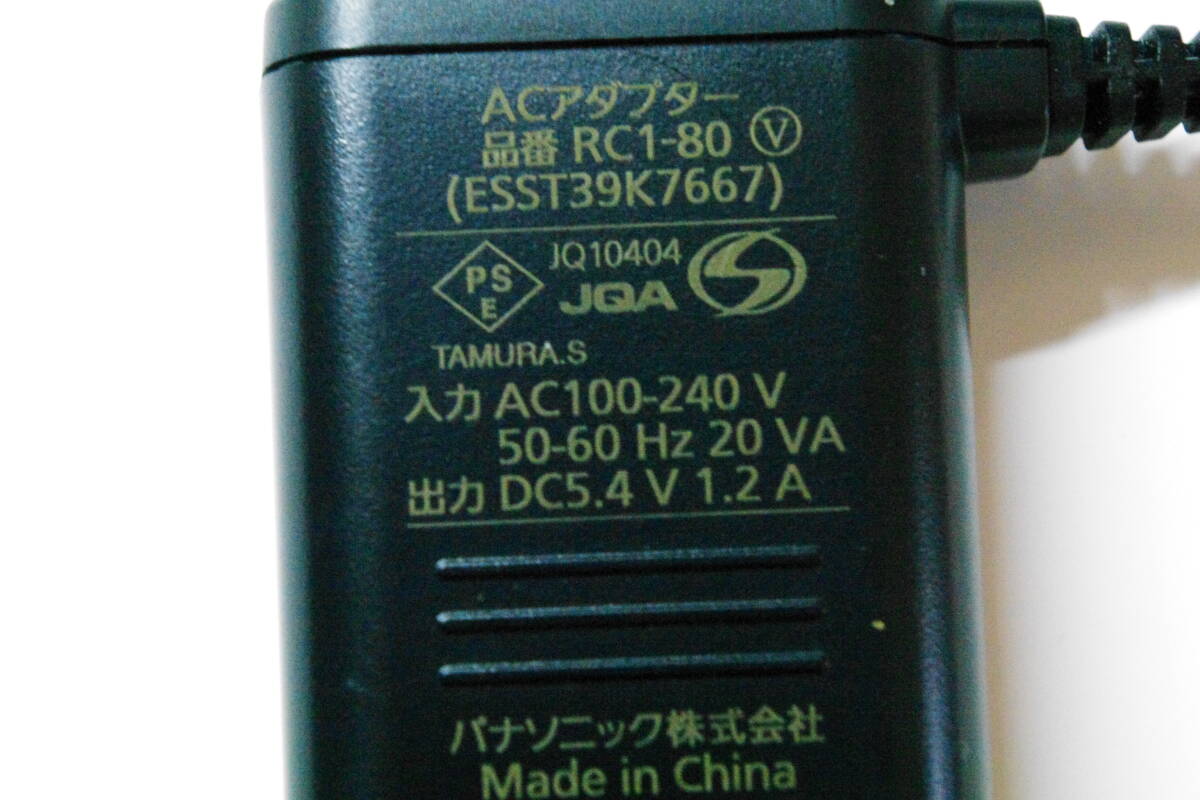 ACアダプター
品番 RC1-80 Ⓥ
(ESST39K7667)
PS
E
JQ10404
JQA
TAMURA.S
入力 AC100-240 V
50-60 Hz 20 VA
出力 DC5.4 V 1.2 A
パナソニック株式会社
Made in China